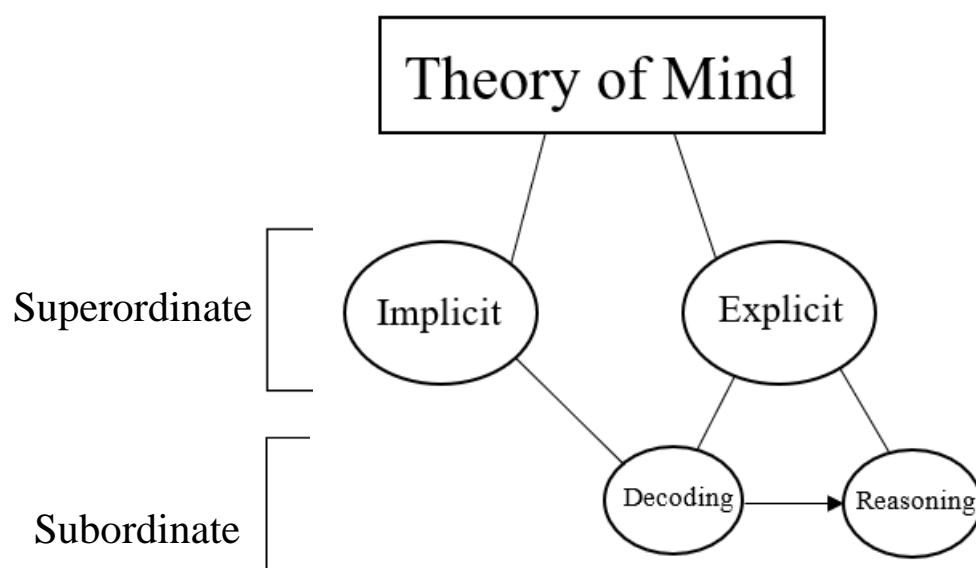 Theory of Mind
Superordinate
Implicit
Explicit
Decoding
Reasoning
Subordinate